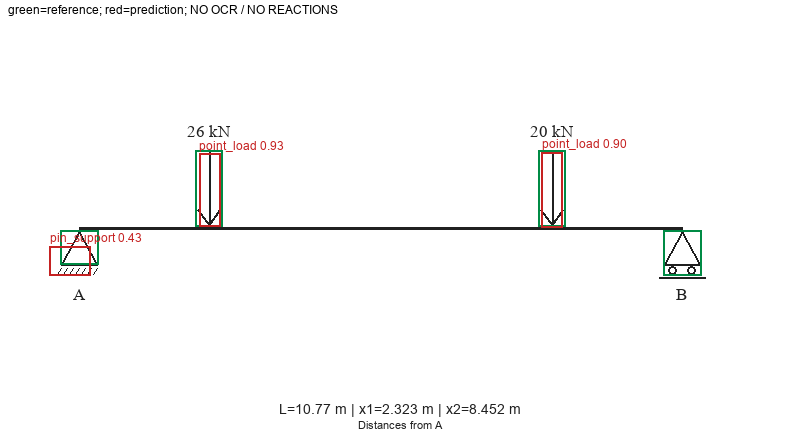 green=reference; red=prediction; NO OCR / NO REACTIONS
26 kN
20 kN
point_load 0.93
point_load 0.90
pin_support 0.43
A
B
L=10.77 m | x1=2.323 m | x2=8.452 m
Distances from A